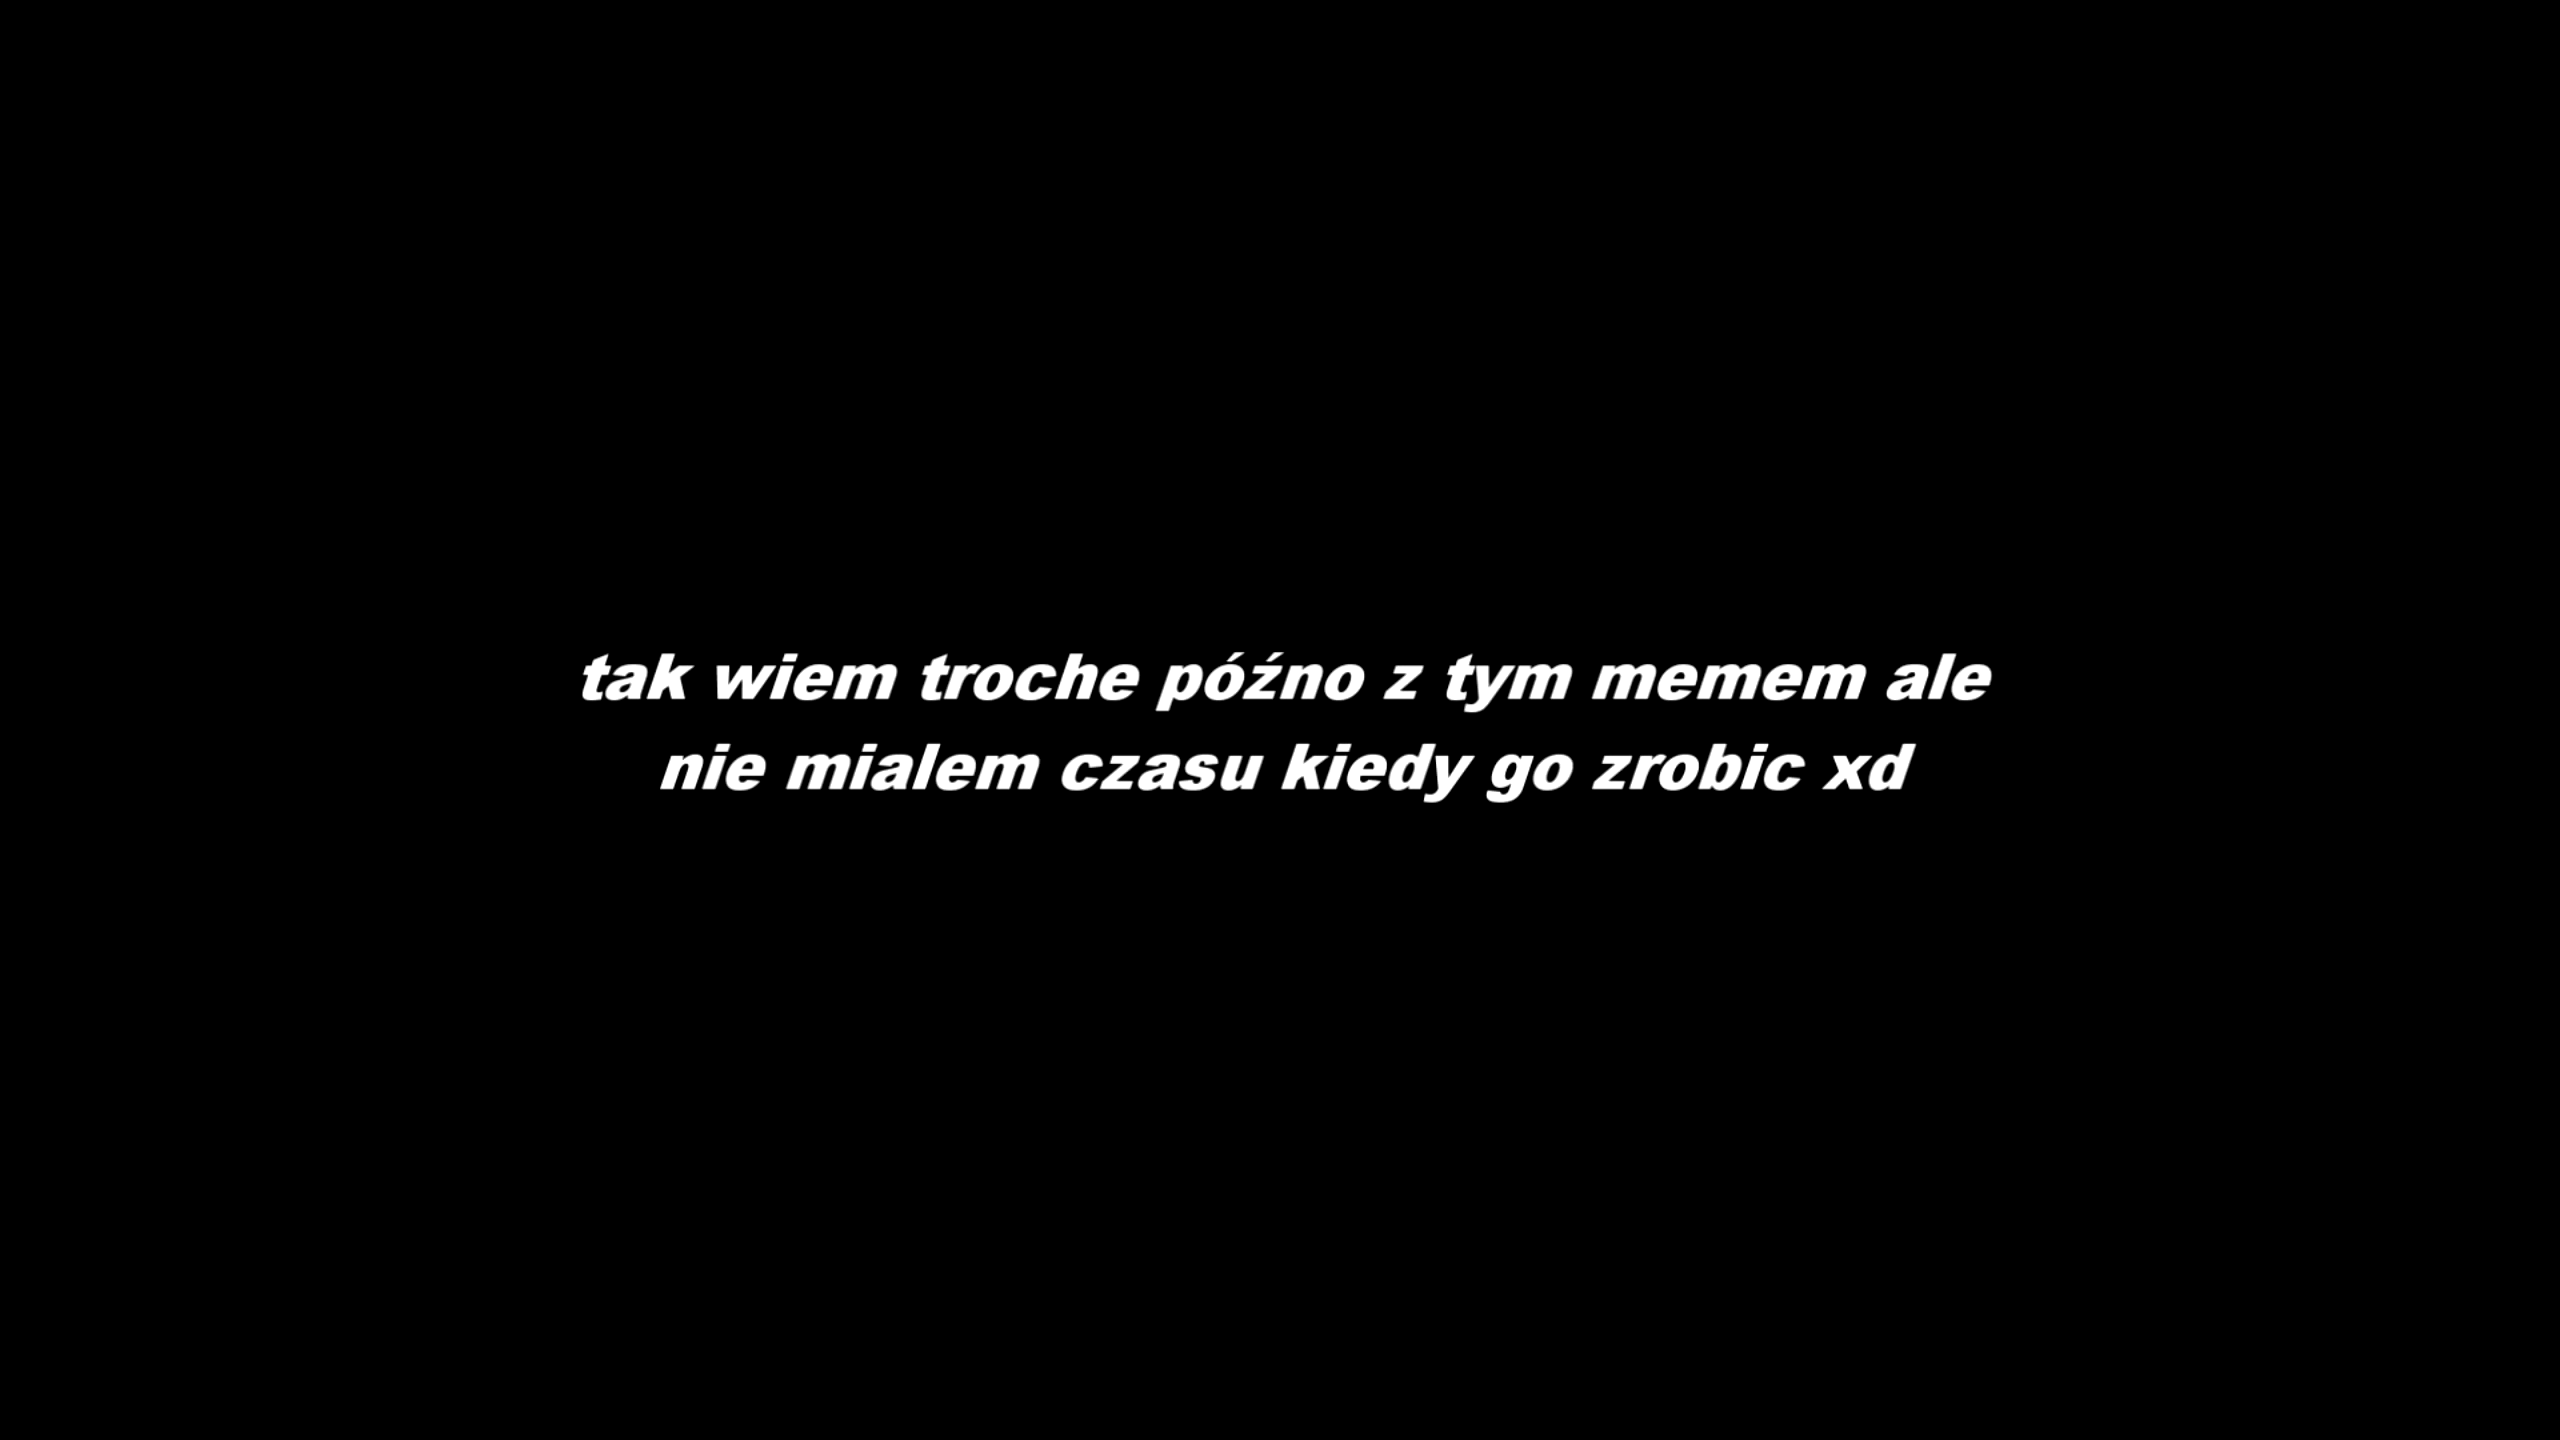 tak wiem troche późno z tym memem ale
nie mialem czasu kiedy go zrobic xd